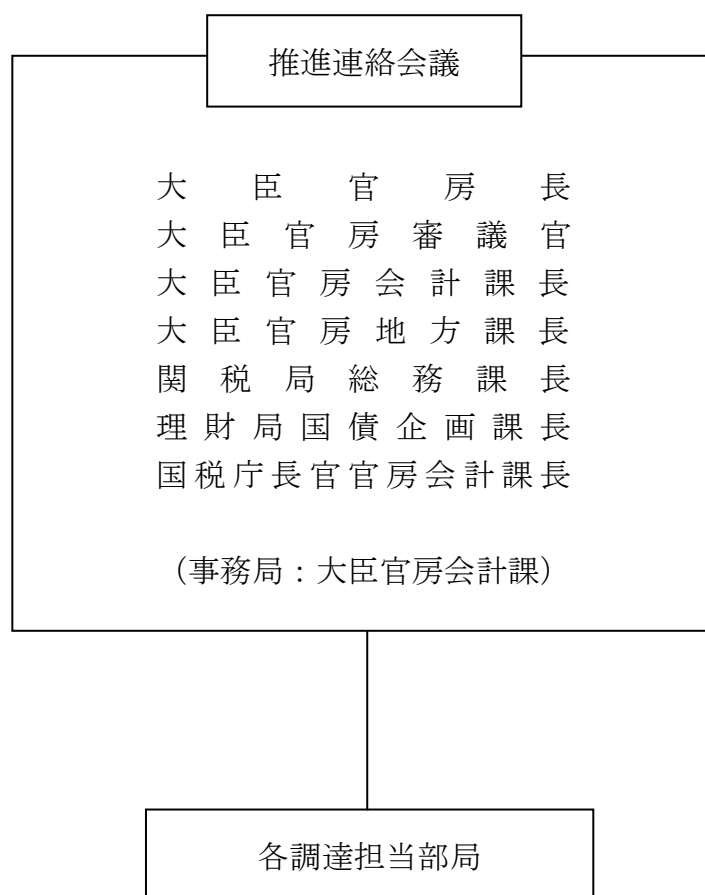 推進連絡会議
大臣官房長
大臣官房審議官
大臣官房会計課長
大臣官房地方課長
関税局総務課長
理財局国債企画課長
国税庁長官官房会計課長
（事務局：大臣官房会計課）
各調達担当部局